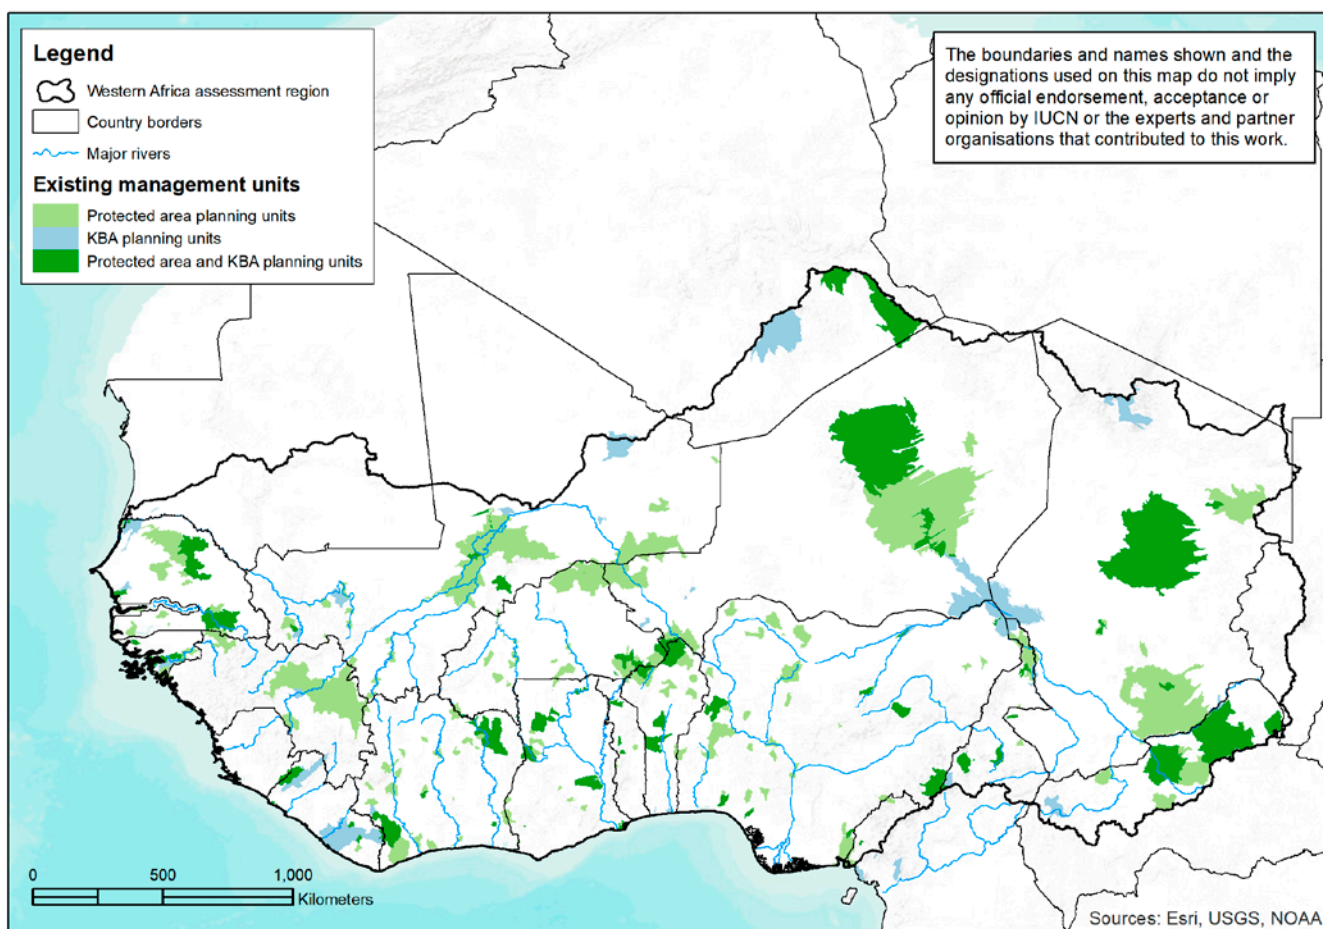 Legend
Western Africa assessment region
Country borders
Major rivers
Existing management units
Protected area planning units
KBA planning units
Protected area and KBA planning units
The boundaries and names shown and the
designations used on this map do not imply
any official endorsement, acceptance or
opinion by IUCN or the experts and partner
organisations that contributed to this work.
0 500 1,000
Kilometers
Sources: Esri, USGS, NOAA